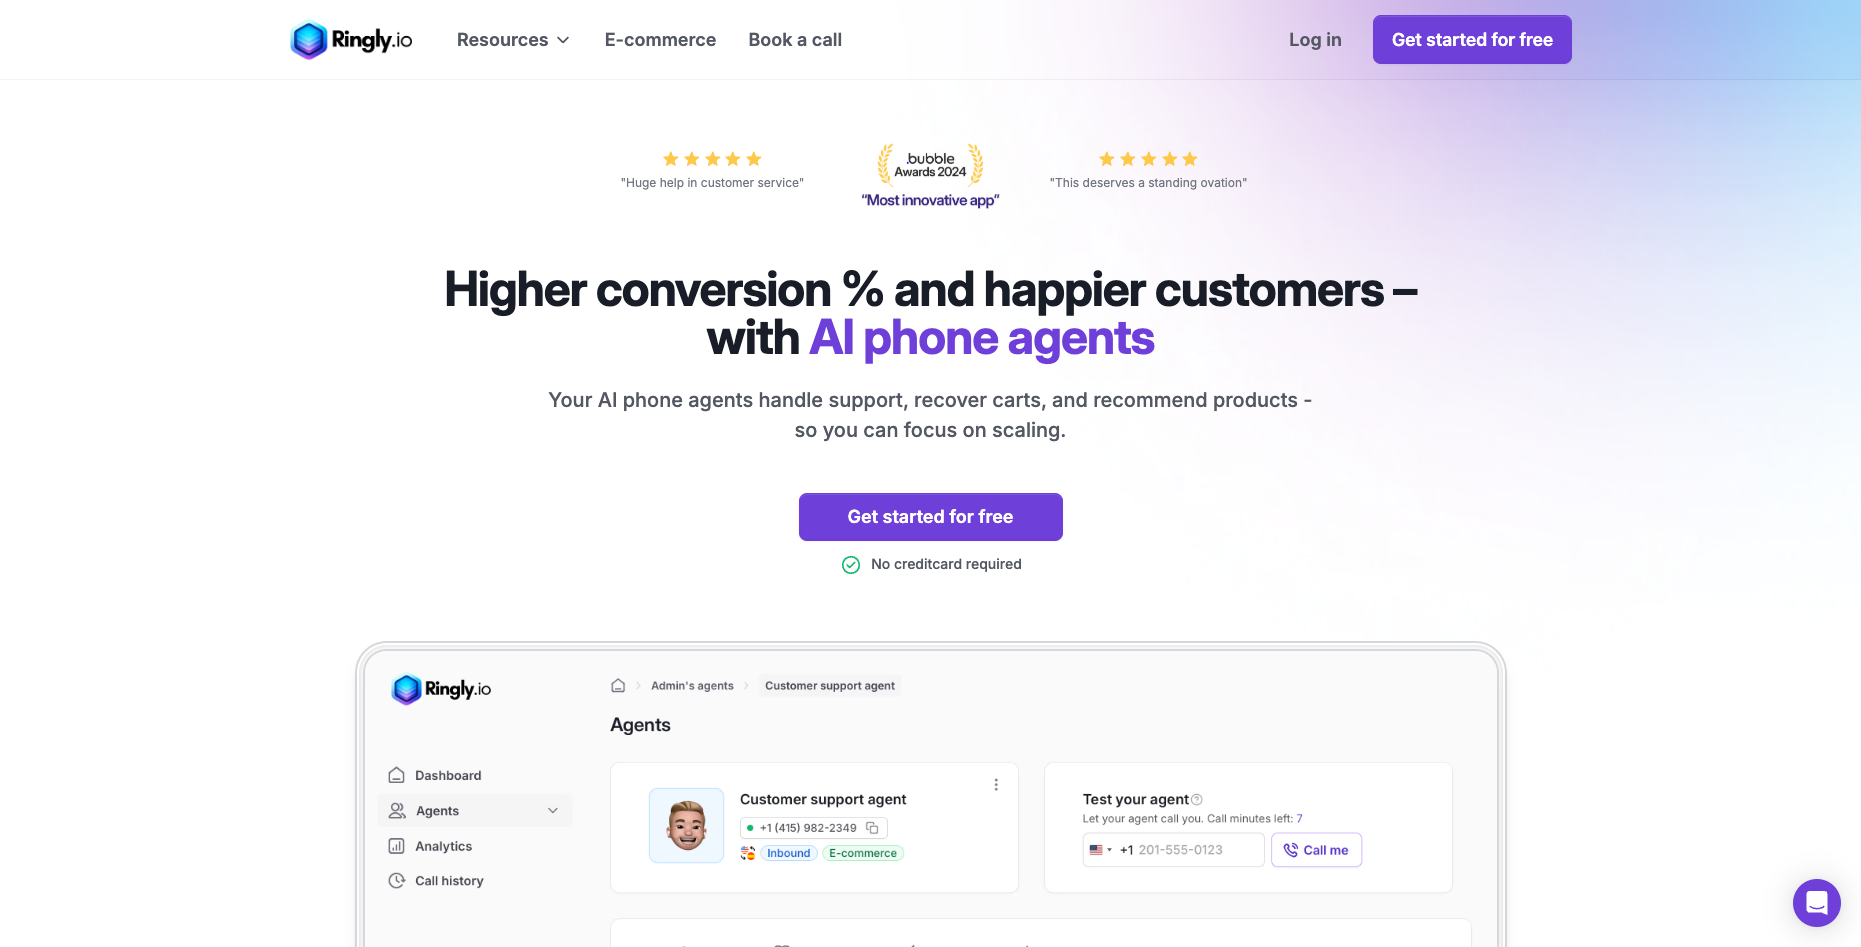 Ringly.io
Resources
E-commerce
Book a call
Log in
Get started for free
"Huge help in customer service"
.bubble
Awards 2024
“Most innovative app”
"This deserves a standing ovation"
Higher conversion % and happier customers –
with AI phone agents
Your AI phone agents handle support, recover carts, and recommend products -
so you can focus on scaling.
Get started for free
No creditcard required
Ringly.io
Admin's agents
Customer support agent
Agents
Dashboard
Agents
Analytics
Call history
Customer support agent
+1 (415) 982-2349
Inbound
E-commerce
Test your agent
Let your agent call you. Call minutes left: 7
+1 201-555-0123
Call me